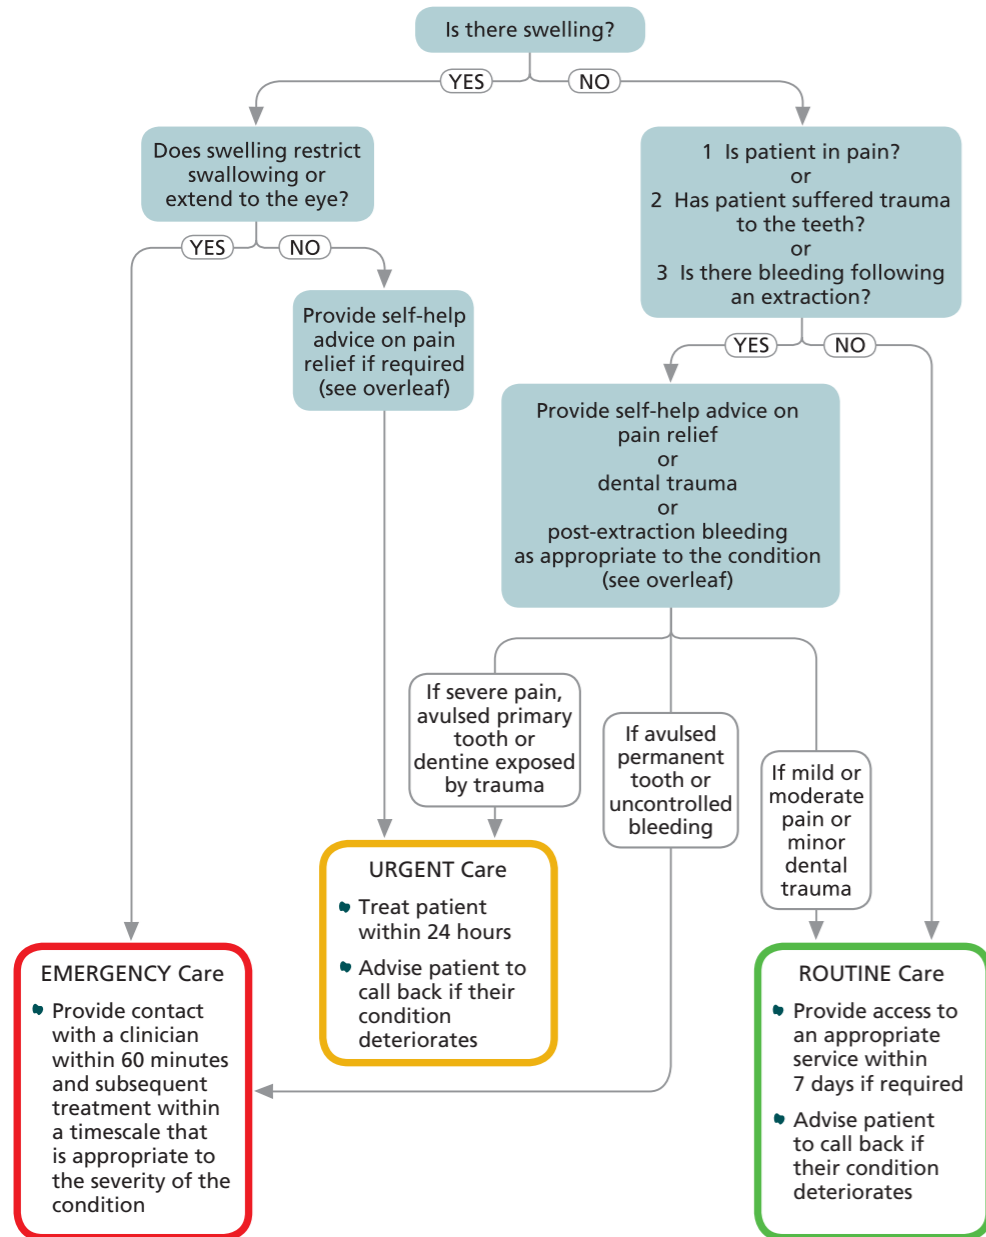 Is there swelling?
YES
NO
Does swelling restrict
swallowing or
extend to the eye?
1 Is patient in pain?
or
2 Has patient suffered trauma
to the teeth?
or
3 Is there bleeding following
an extraction?
YES
NO
Provide self-help
advice on pain
relief if required
(see overleaf)
YES
NO
Provide self-help advice on
pain relief
or
dental trauma
or
post-extraction bleeding
as appropriate to the condition
(see overleaf)
If severe pain,
avulsed primary
tooth or
dentine exposed
by trauma
If avulsed
permanent
tooth or
uncontrolled
bleeding
If mild or
moderate
pain or
minor
dental
trauma
URGENT Care
Treat patient
within 24 hours
Advise patient to
call back if their
condition
deteriorates
EMERGENCY Care
Provide contact
with a clinician
within 60 minutes
and subsequent
treatment within
a timescale that
is appropriate to
the severity of the
condition
ROUTINE Care
Provide access to
an appropriate
service within
7 days if required
Advise patient
to call back if
their condition
deteriorates